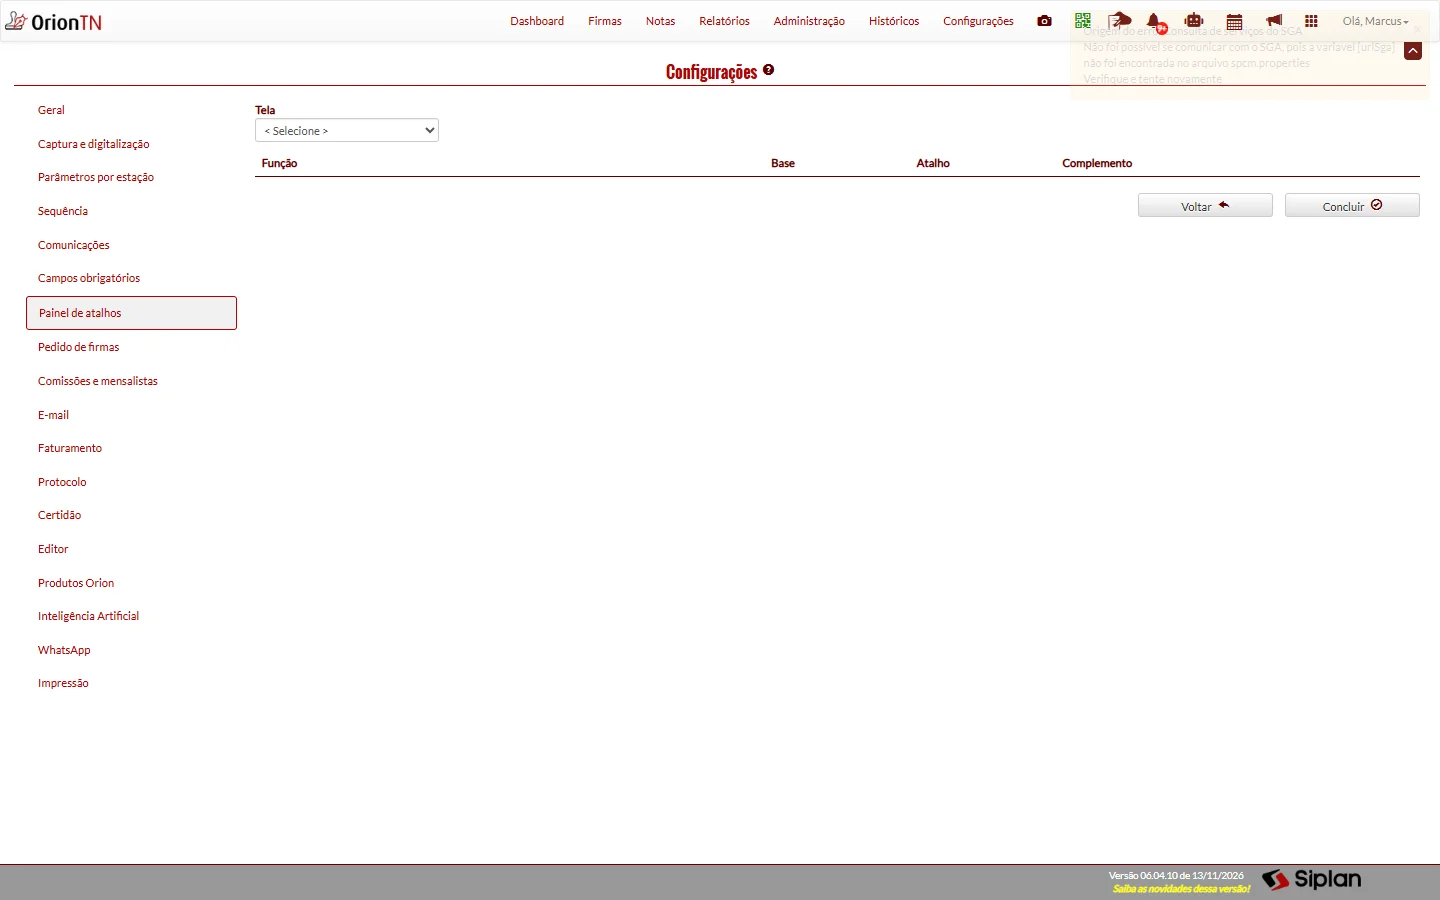 OrionTN
Dashboard
Firmas
Notas
Relatórios
Administração
Históricos
Configurações
9+
Olá, Marcus
Origem do erro: Consulta de serviços do SGA
Não foi possível se comunicar com o SGA, pois a variável [urlSga]
não foi encontrada no arquivo spcm.properties
Verifique e tente novamente
Configurações
Geral
Captura e digitalização
Parâmetros por estação
Sequência
Comunicações
Campos obrigatórios
Painel de atalhos
Pedido de firmas
Comissões e mensalistas
E-mail
Faturamento
Protocolo
Certidão
Editor
Produtos Orion
Inteligência Artificial
WhatsApp
Impressão
Tela
< Selecione >
Função
Base
Atalho
Complemento
Voltar
Concluir
Versão 06.04.10 de 13/11/2026
Saiba as novidades dessa versão!
Siplan